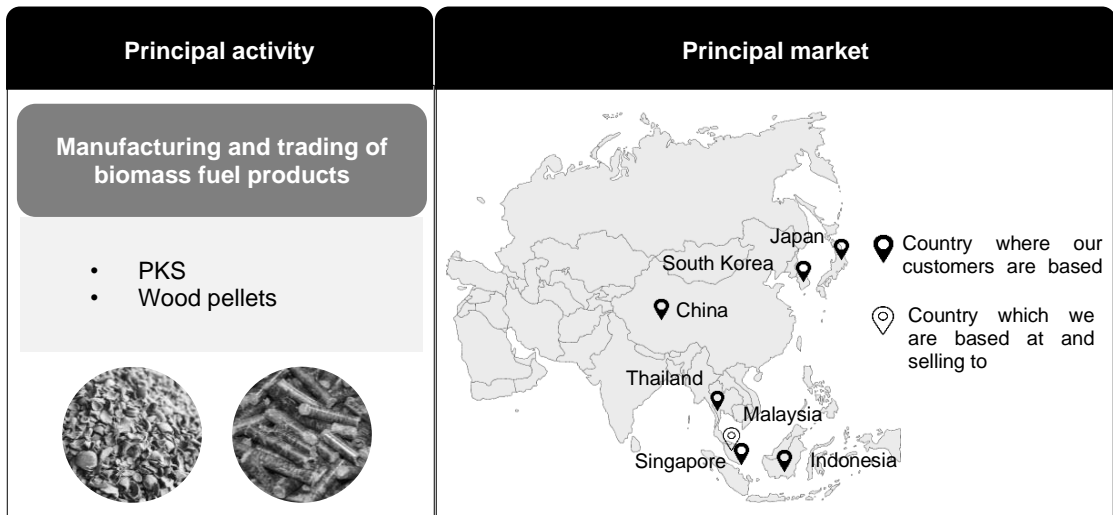 Principal activity
Principal market
Manufacturing and trading of
biomass fuel products
• PKS
• Wood pellets
Japan
South Korea
China
Thailand
Malaysia
Singapore
Indonesia
Country where our
customers are based
Country which we
are based at and
selling to